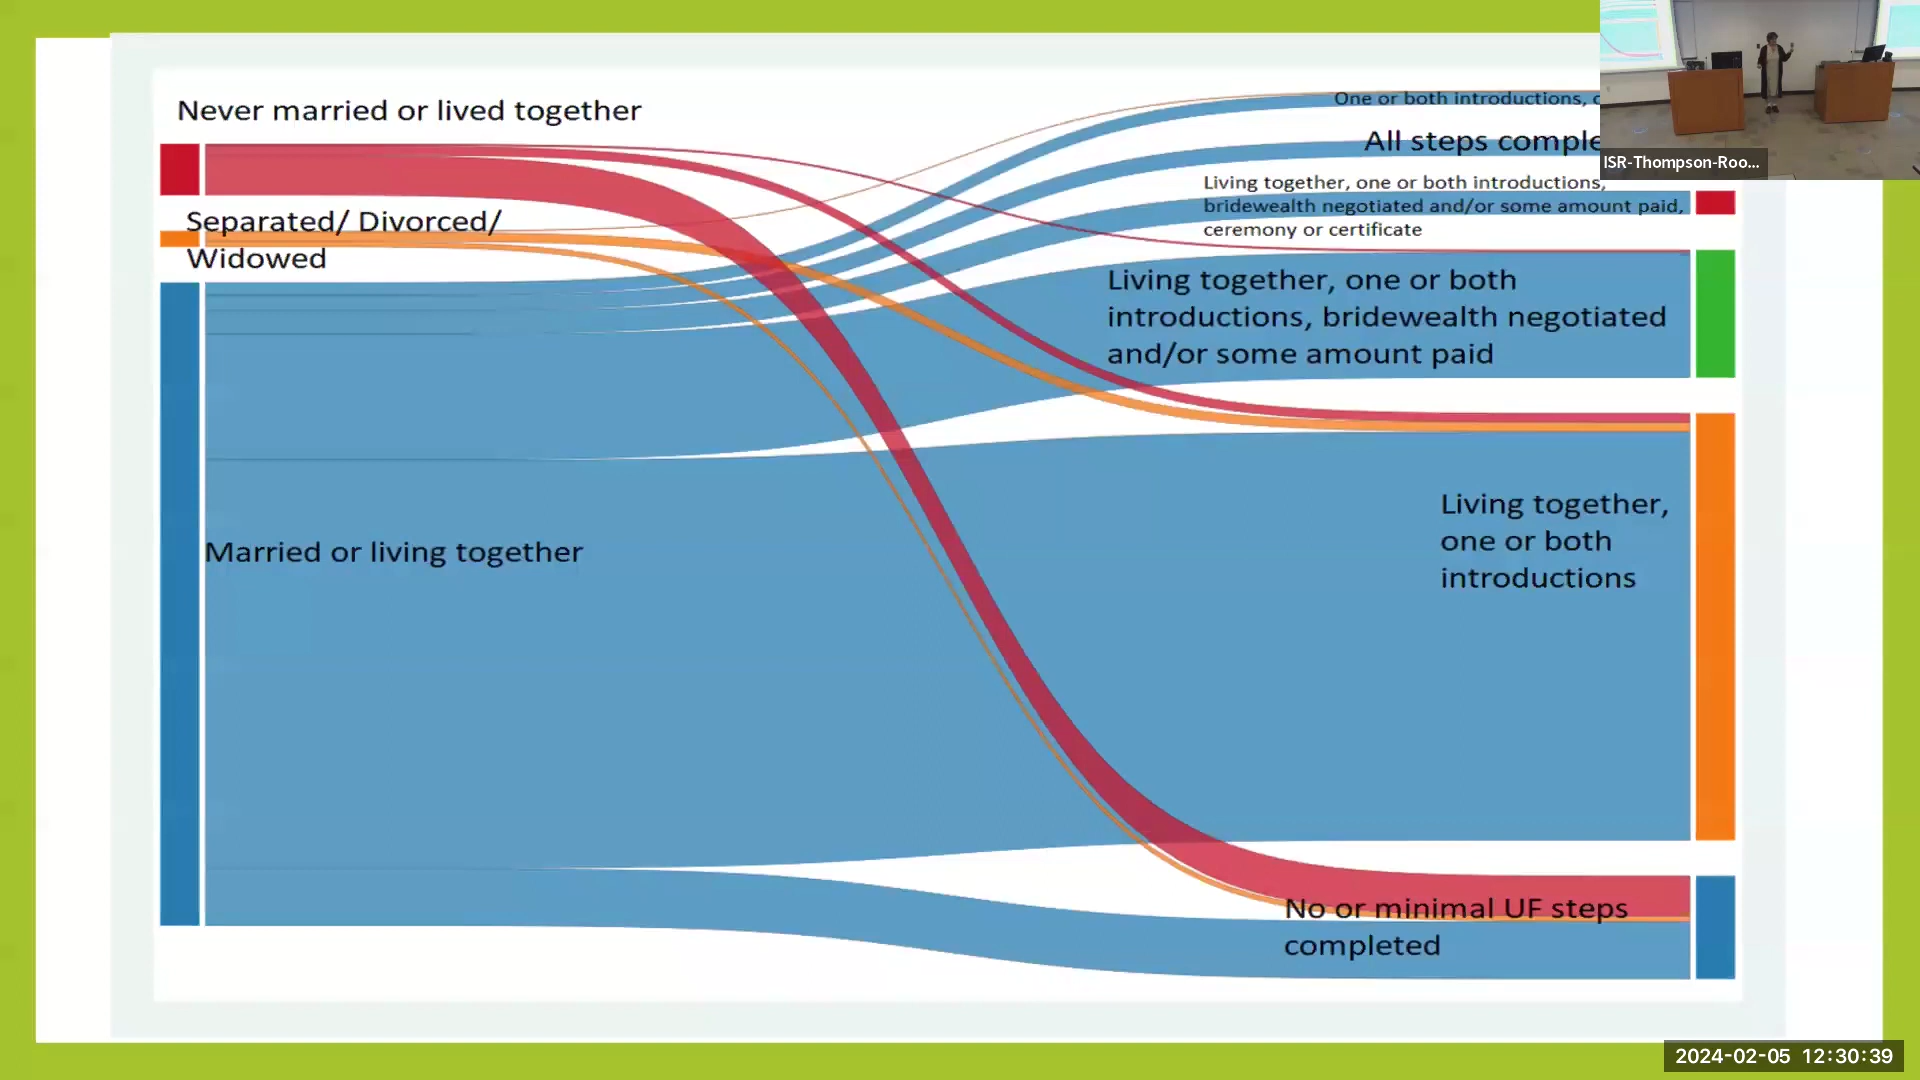 Never married or lived together
Separated/ Divorced/
Widowed
Married or living together
One or both introductions,
All steps
Living together, one or both introductions,
bridewealth negotiated and/or some amount paid,
ceremony or certificate
Living together, one or both
introductions, bridewealth negotiated
and/or some amount paid
Living together,
one or both
introductions
No or minimal UF steps
completed
ISR-Thompson-Roo...
2024-02-05 12:30:39